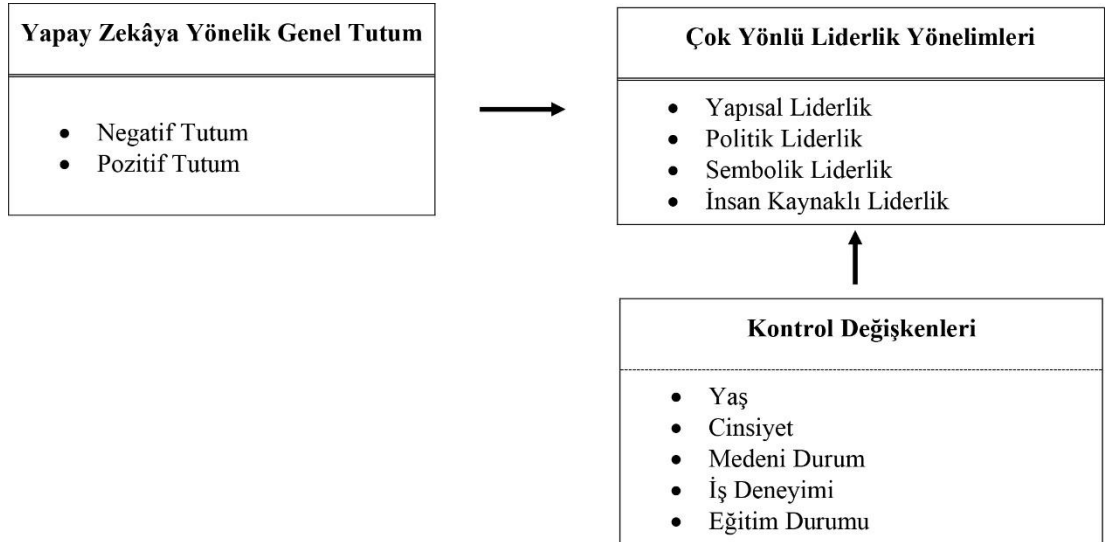 Yapay Zekâya Yönelik Genel Tutum
• Negatif Tutum
• Pozitif Tutum
Çok Yönlü Liderlik Yönelimleri
• Yapısal Liderlik
• Politik Liderlik
• Sembolik Liderlik
• İnsan Kaynaklı Liderlik
Kontrol Değişkenleri
• Yaş
• Cinsiyet
• Medeni Durum
• İş Deneyimi
• Eğitim Durumu